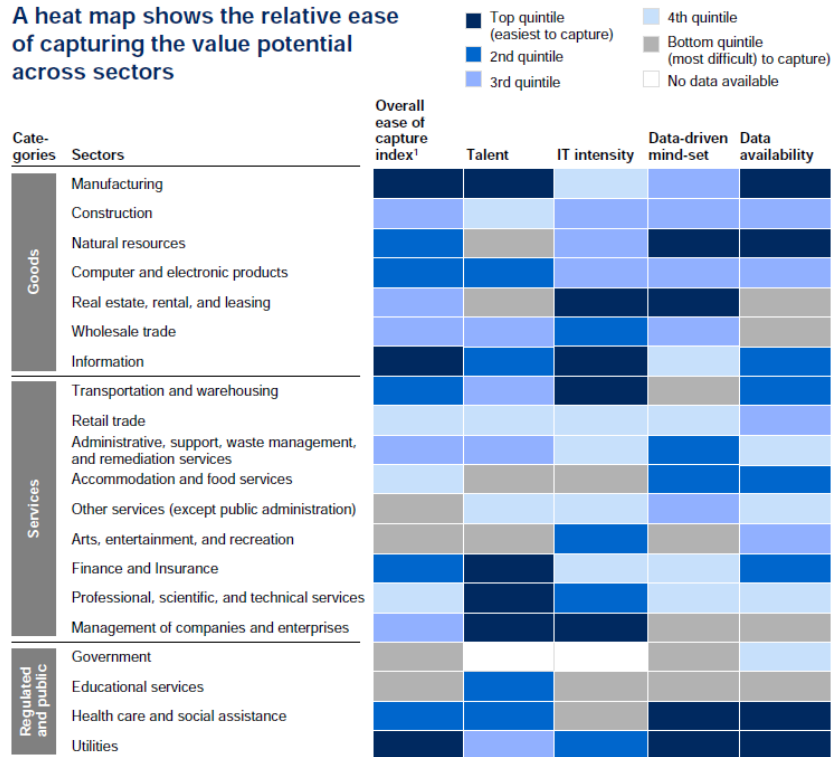 A heat map shows the relative ease
of capturing the value potential
across sectors
Top quintile
(easiest to capture)
2nd quintile
3rd quintile
4th quintile
Bottom quintile
(most difficult) to capture)
No data available
Cate-
gories
Sectors
Overall
ease of
capture
index¹
Talent
IT intensity
Data-driven
mind-set
Data
availability
Goods
Manufacturing
Construction
Natural resources
Computer and electronic products
Real estate, rental, and leasing
Wholesale trade
Information
Services
Transportation and warehousing
Retail trade
Administrative, support, waste management,
and remediation services
Accommodation and food services
Other services (except public administration)
Arts, entertainment, and recreation
Finance and Insurance
Professional, scientific, and technical services
Management of companies and enterprises
Regulated
and public
Government
Educational services
Health care and social assistance
Utilities